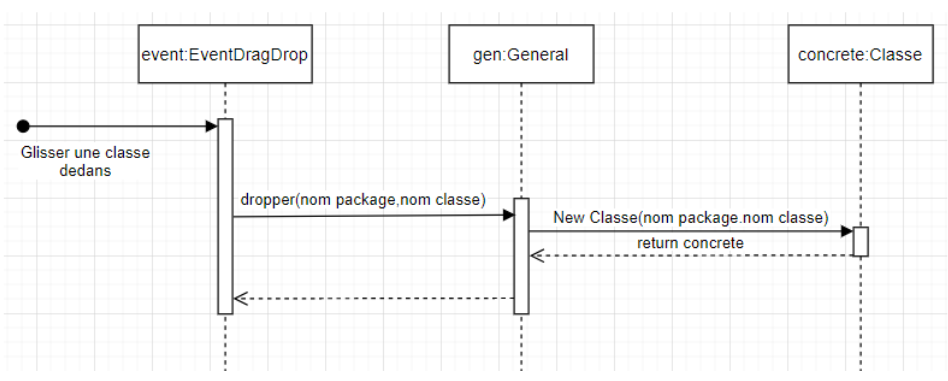 event:EventDragDrop
gen:General
concrete:Classe
Glisser une classe
dedans
dropper(nom package,nom classe)
New Classe(nom package.nom classe)
return concrete